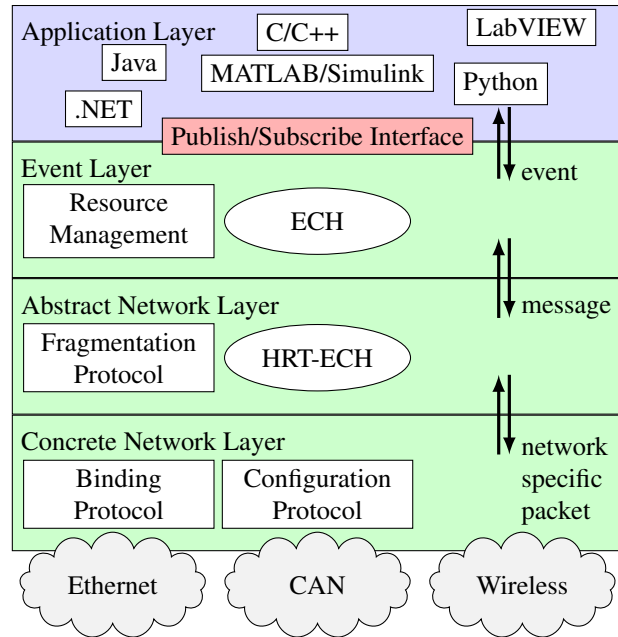 Application Layer
C/C++
LabVIEW
Java
MATLAB/Simulink
Python
.NET
Publish/Subscribe Interface
Event Layer
event
Resource
Management
ECH
Abstract Network Layer
message
Fragmentation
Protocol
HRT-ECH
Concrete Network Layer
network
specific
packet
Binding
Protocol
Configuration
Protocol
Ethernet
CAN
Wireless